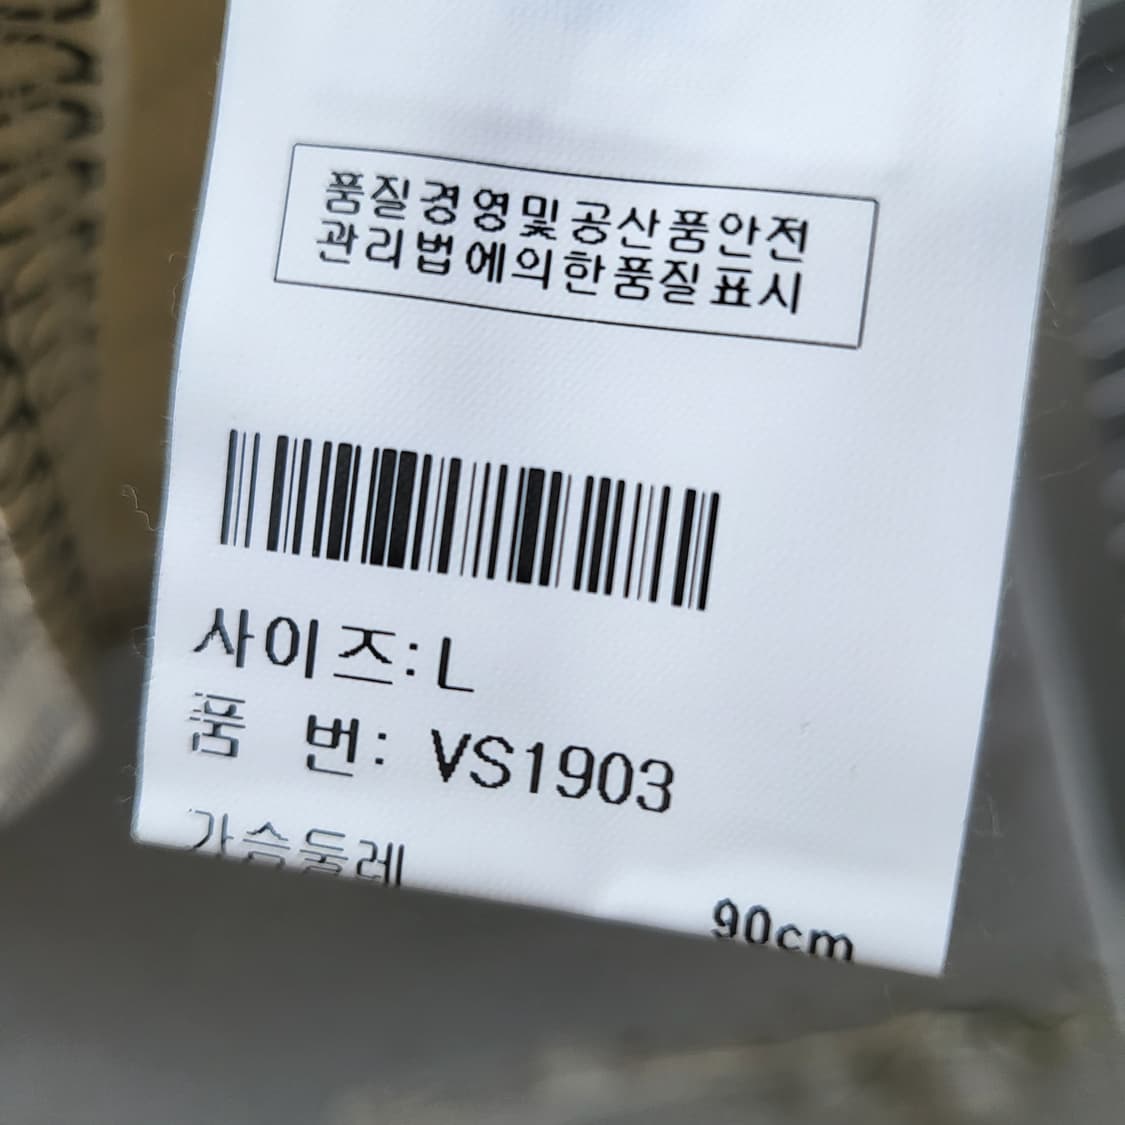 품질경영및공산품안전
관리법에의한품질표시
사이즈:L
품 번: VS1903
가슴둘레 90cm